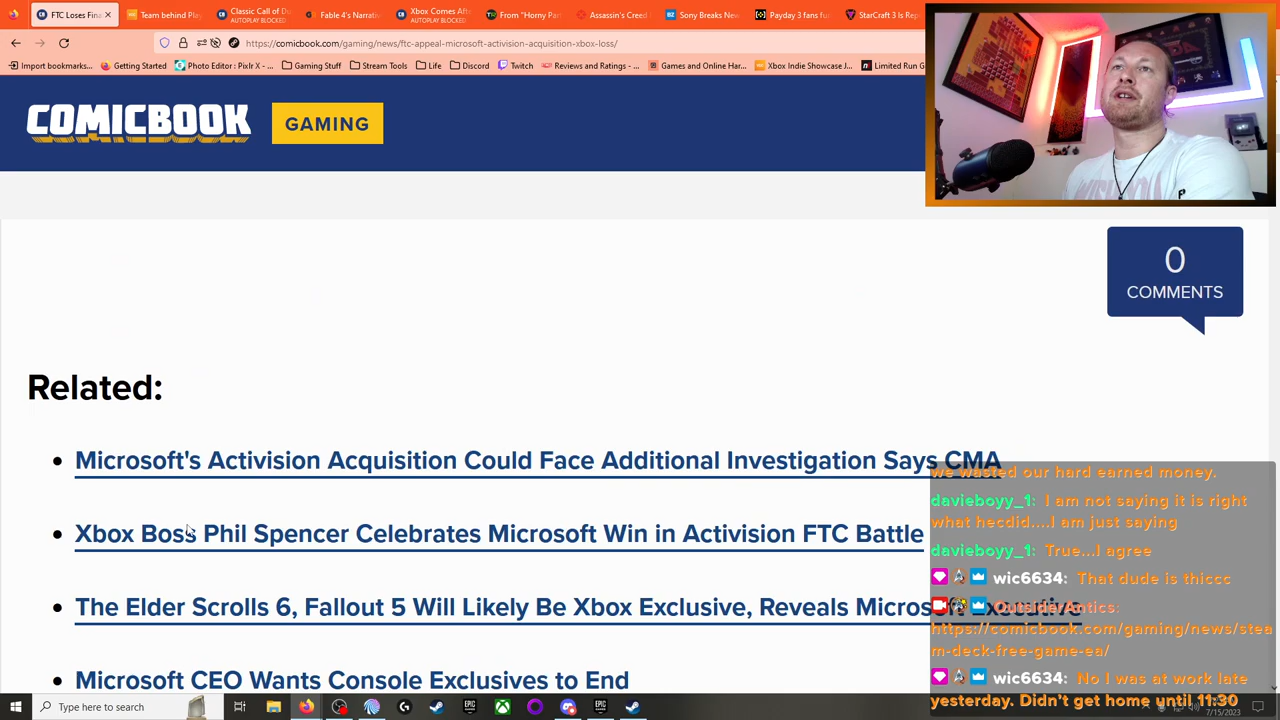 FTC Loses Fina
Team behind Play
Classic Call of Du
AUTOPLAY BLOCKED
Fable 4's Narrati
Xbox Comes Afte
AUTOPLAY BLOCKED
From "Horny Par
Assassin's Creed
Sony Breaks New
Payday 3 fans fu
StarCraft 3 Is Rep
https://comicbook.com/gaming/news/ftc-appeal-microsoft-activision-acquisition-xbox-loss/
Import bookmarks... Getting Started Photo Editor : Pixlr X - ... Gaming Stuff Stream Tools Life Discord Twitch Reviews and Ratings - ... Games and Online Har... Xbox Indie Showcase J... Limited Run G
COMICBOOK GAMING
0
COMMENTS
Related:
Microsoft's Activision Acquisition Could Face Additional Investigation Says CMA
Xbox Boss Phil Spencer Celebrates Microsoft Win in Activision FTC Battle
The Elder Scrolls 6, Fallout 5 Will Likely Be Xbox Exclusive, Reveals Microsoft Executive
Microsoft CEO Wants Console Exclusives to End
we wasted our hard earned money.
davieboyy_1: I am not saying it is right
what hecdid....I am just saying
davieboyy_1: True...I agree
wic6634: That dude is thiccc
OutsiderAntics:
https://comicbook.com/gaming/news/stea
m-deck-free-game-ea/
wic6634: No I was at work late
yesterday. Didn't get home until 11:30
Type here to search
7/15/2023